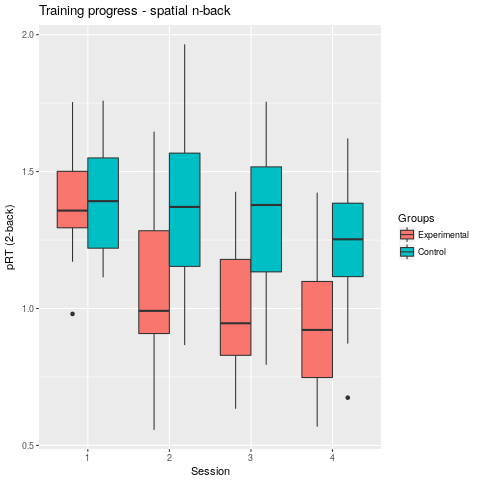 Training progress - spatial n-back
pRT (2-back)
2.0
1.5
1.0
0.5
1 2 3 4
Session
Groups
Experimental
Control